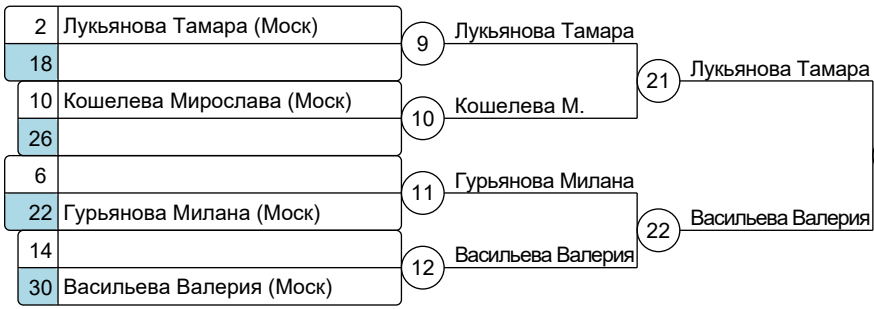 2 Лукьянова Тамара (Моск)
18
10 Кошелева Мирослава (Моск)
26
6
22 Гурьянова Милана (Моск)
14
30 Васильева Валерия (Моск)
9 Лукьянова Тамара
10 Кошелева М.
11 Гурьянова Милана
12 Васильева Валерия
21 Лукьянова Тамара
22 Васильева Валерия